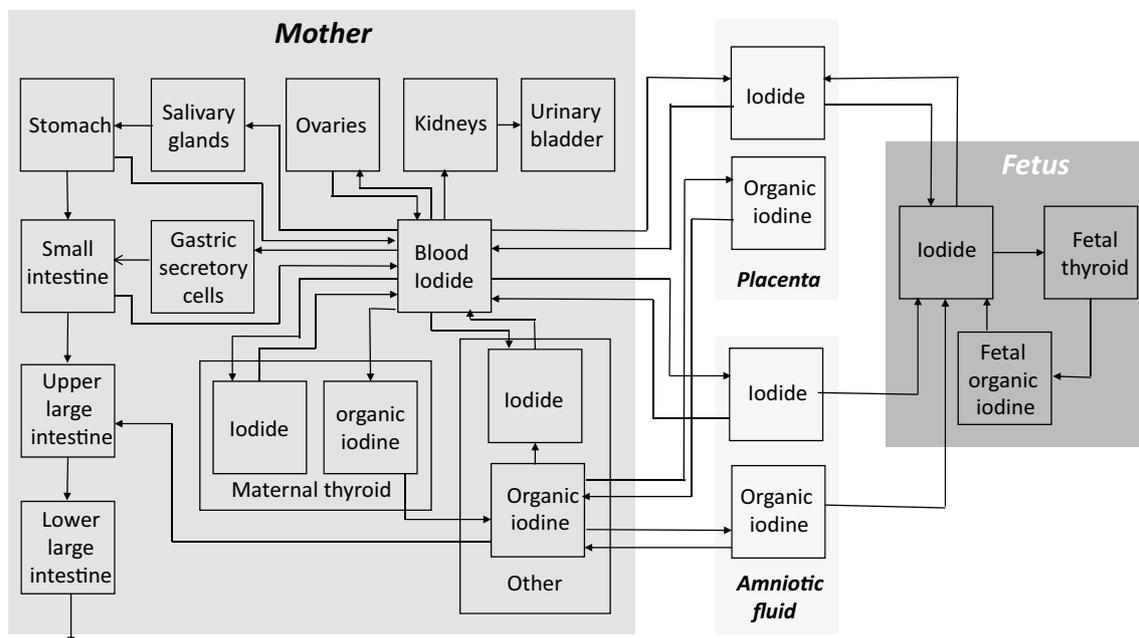 Mother
Stomach
Salivary
glands
Ovaries
Kidneys
Urinary
bladder
Small
intestine
Gastric
secretory
cells
Blood
Iodide
Upper
large
intestine
Iodide
organic
iodine
Maternal thyroid
Iodide
Organic
iodine
Other
Lower
large
intestine
Iodide
Organic
iodine
Placenta
Iodide
Organic
iodine
Amniotic
fluid
Fetus
Iodide
Fetal
thyroid
Fetal
organic
iodine